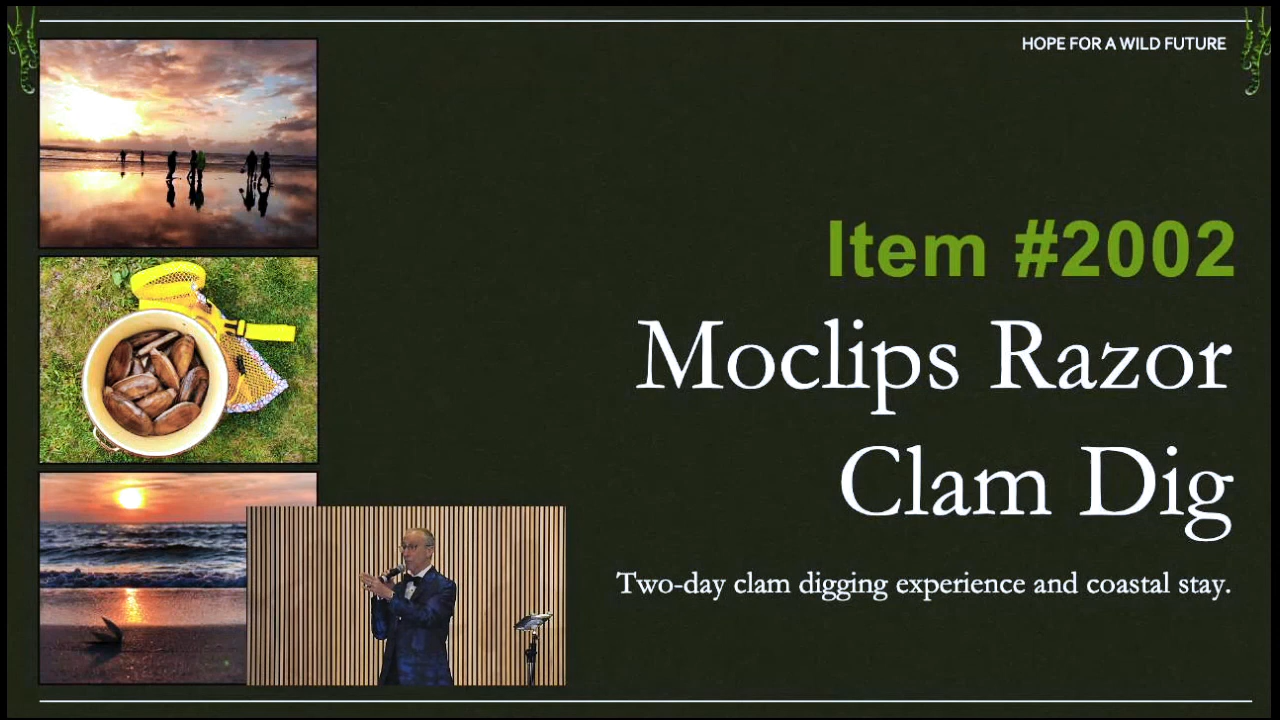 HOPE FOR A WILD FUTURE
Item #2002
Moclips Razor
Clam Dig
Two-day clam digging experience and coastal stay.